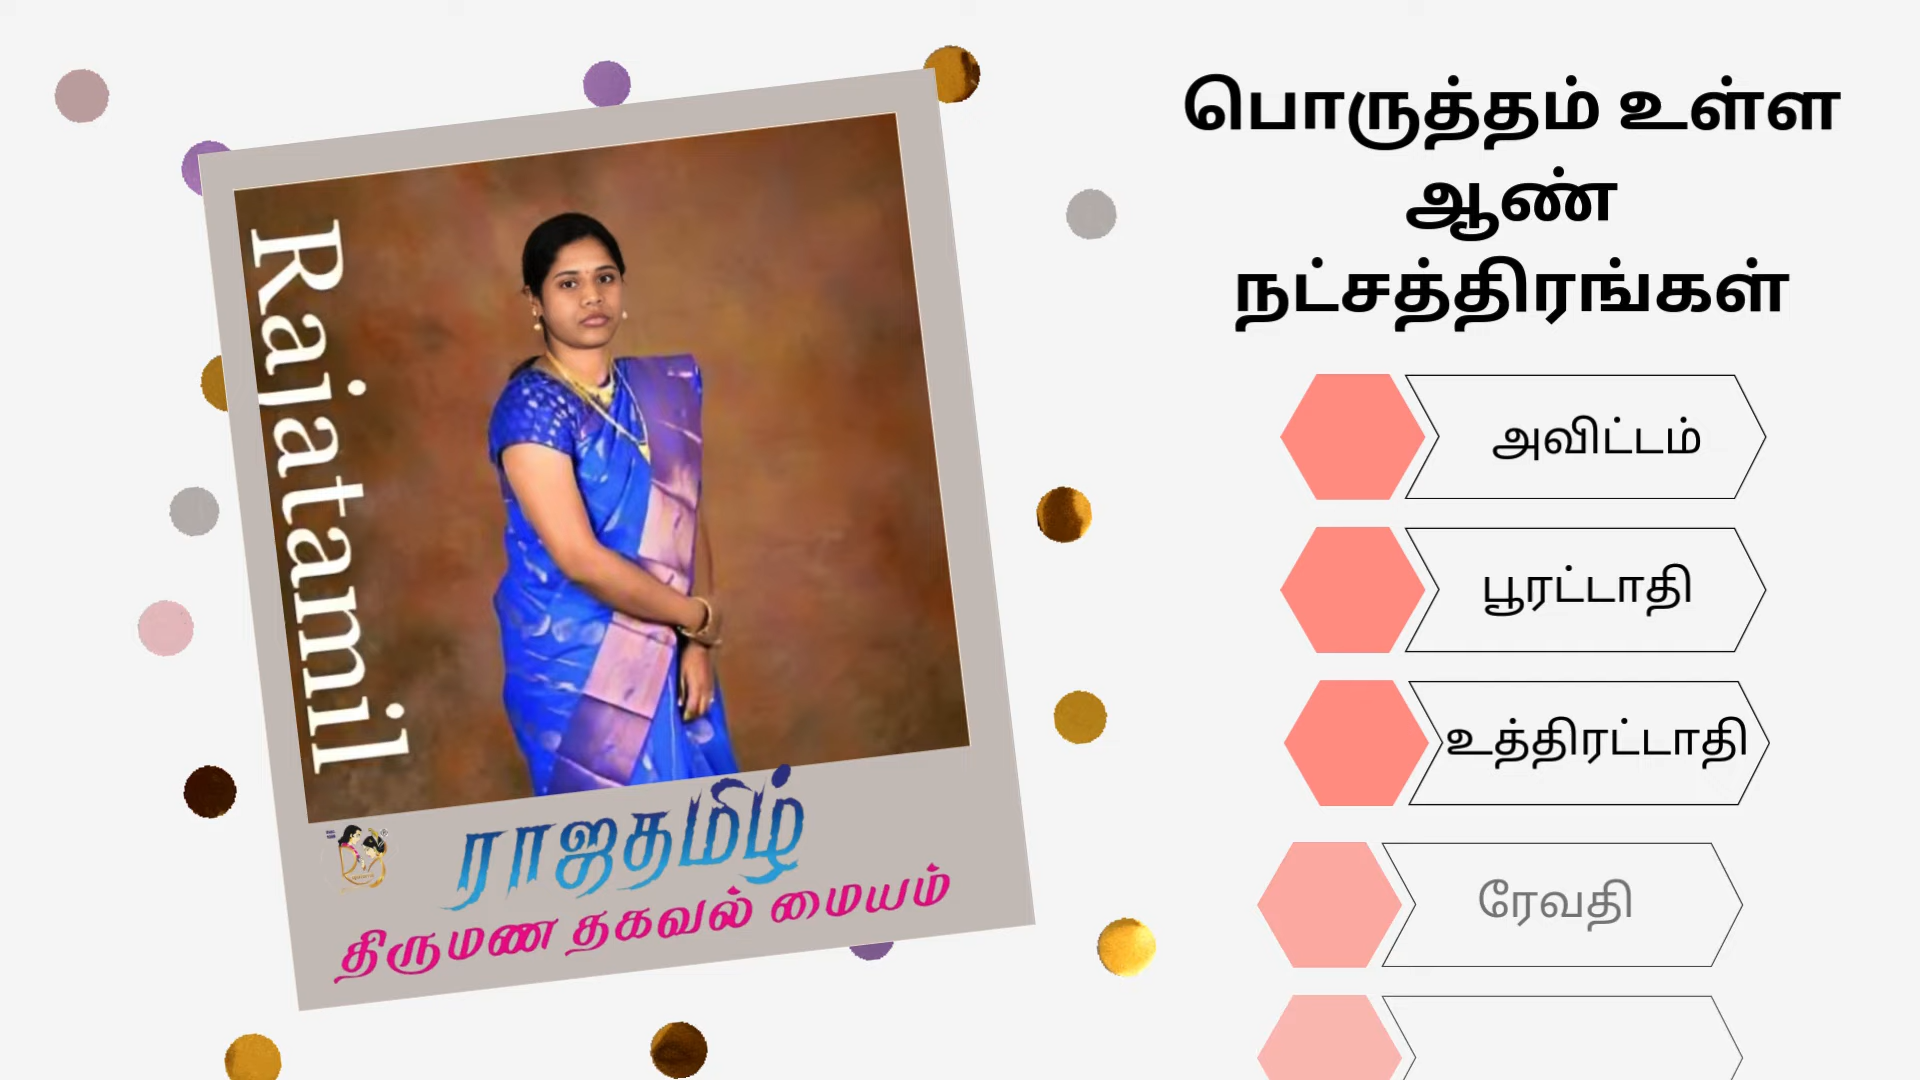 Rajatamil
ராஜதமிழ்
திருமண தகவல் மையம்
பொருத்தம் உள்ள
ஆண்
நட்சத்திரங்கள்
அவிட்டம்
பூரட்டாதி
உத்திரட்டாதி
ரேவதி